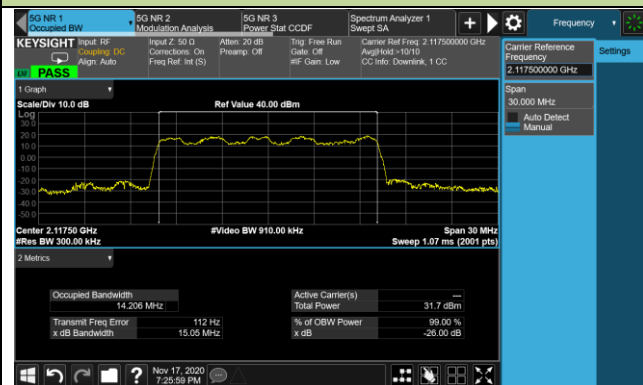 5G NR 1
Occupied BW
5G NR 2
Modulation Analysis
5G NR 3
Power Stat CCDF
Spectrum Analyzer 1
Swept SA
Frequency
KEYSIGHT
Input: RF
Coupling: DC
Align: Auto
Input Z: 50 Ω
Corrections: On
Freq Ref: Int (S)
Atten: 20 dB
Preamp: Off
Trig: Free Run
Gate: Off
#IF Gain: Low
Carrier Ref Freq: 2.117500000 GHz
Avg|Hold:>10/10
CC Info: Downlink, 1 CC
PASS
Carrier Reference
Frequency
2.117500000 GHz
Settings
Span
30.000 MHz
Auto Detect
Manual
1 Graph
Scale/Div 10.0 dB
Ref Value 40.00 dBm
Log
30.0
20.0
10.0
0.00
-10.0
-20.0
-30.0
-40.0
-50.0
Center 2.11750 GHz
#Video BW 910.00 kHz
Span 30 MHz
#Res BW 300.00 kHz
Sweep 1.07 ms (2001 pts)
2 Metrics
Occupied Bandwidth
14.206 MHz
Active Carrier(s)
---
Total Power
31.7 dBm
Transmit Freq Error
112 Hz
% of OBW Power
99.00 %
x dB Bandwidth
15.05 MHz
x dB
-26.00 dB
Nov 17, 2020
7:25:59 PM